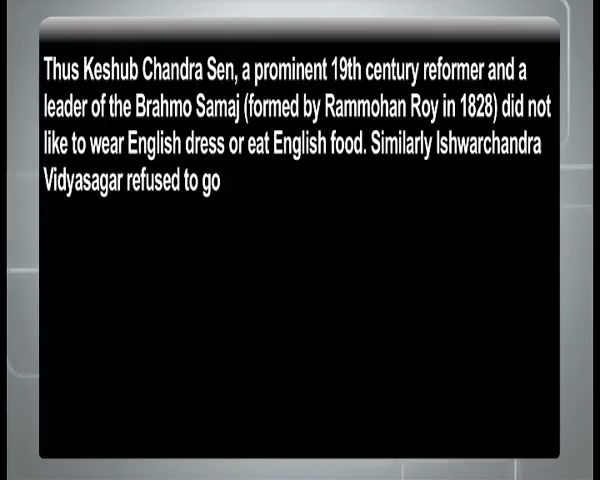 Thus Keshub Chandra Sen, a prominent 19th century reformer and a
leader of the Brahmo Samaj (formed by Rammohan Roy in 1828) did not
like to wear English dress or eat English food. Similarly Ishwarchandra
Vidyasagar refused to go